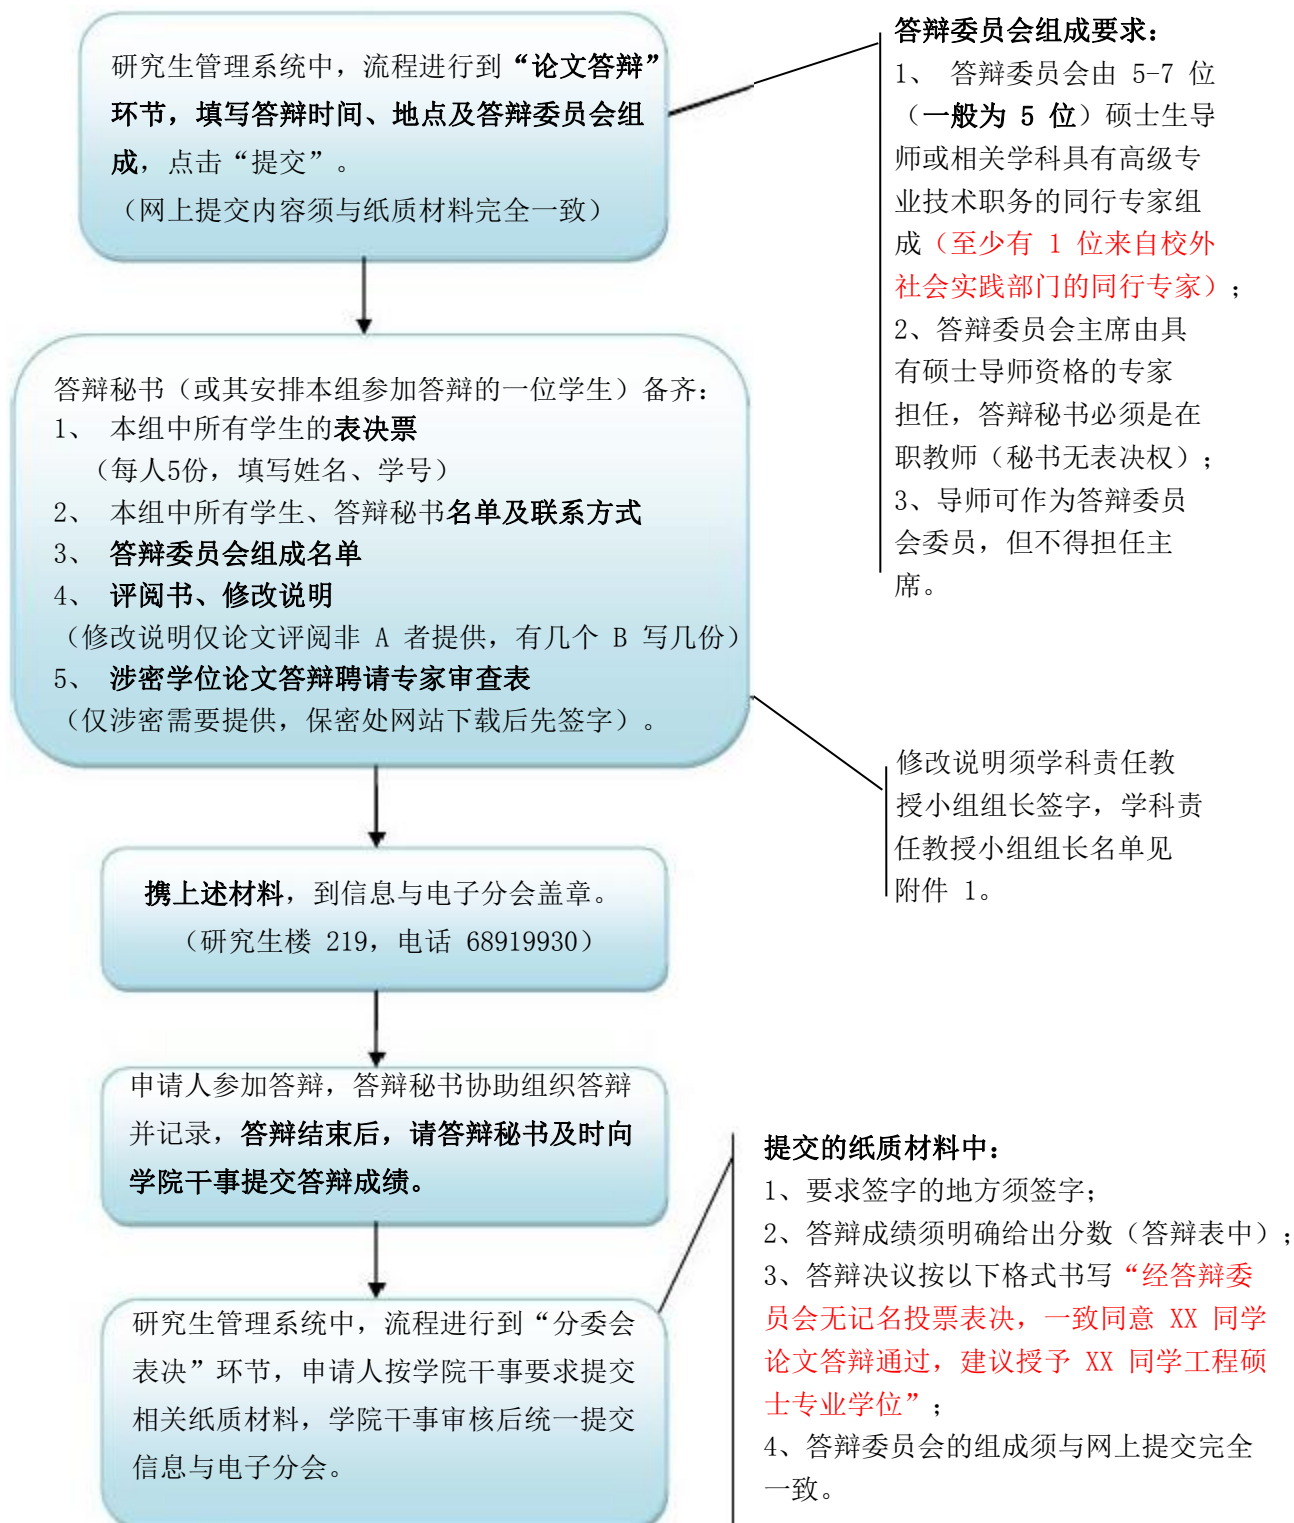 研究生管理系统中，流程进行到“论文答辩”
环节，填写答辩时间、地点及答辩委员会组
成，点击“提交”。
（网上提交内容须与纸质材料完全一致）
答辩委员会组成要求：
1、 答辩委员会由 5-7 位
（一般为 5 位）硕士生导
师或相关学科具有高级专
业技术职务的同行专家组
成（至少有 1 位来自校外
社会实践部门的同行专家）；
2、答辩委员会主席由具
有硕士导师资格的专家
担任，答辩秘书必须是在
职教师（秘书无表决权）；
3、导师可作为答辩委员
会委员，但不得担任主
席。
答辩秘书（或其安排本组参加答辩的一位学生）备齐：
1、 本组中所有学生的表决票
（每人5份，填写姓名、学号）
2、 本组中所有学生、答辩秘书名单及联系方式
3、 答辩委员会组成名单
4、 评阅书、修改说明
（修改说明仅论文评阅非 A 者提供，有几个 B 写几份）
5、 涉密学位论文答辩聘请专家审查表
（仅涉密需要提供，保密处网站下载后先签字）。
修改说明须学科责任教
授小组组长签字，学科责
任教授小组组长名单见
附件 1。
携上述材料，到信息与电子分会盖章。
（研究生楼 219，电话 68919930）
申请人参加答辩，答辩秘书协助组织答辩
并记录，答辩结束后，请答辩秘书及时向
学院干事提交答辩成绩。
研究生管理系统中，流程进行到“分委会
表决”环节，申请人按学院干事要求提交
相关纸质材料，学院干事审核后统一提交
信息与电子分会。
提交的纸质材料中：
1、要求签字的地方须签字；
2、答辩成绩须明确给出分数（答辩表中）；
3、答辩决议按以下格式书写“经答辩委
员会无记名投票表决，一致同意 XX 同学
论文答辩通过，建议授予 XX 同学工程硕
士专业学位”；
4、答辩委员会的组成须与网上提交完全
一致。